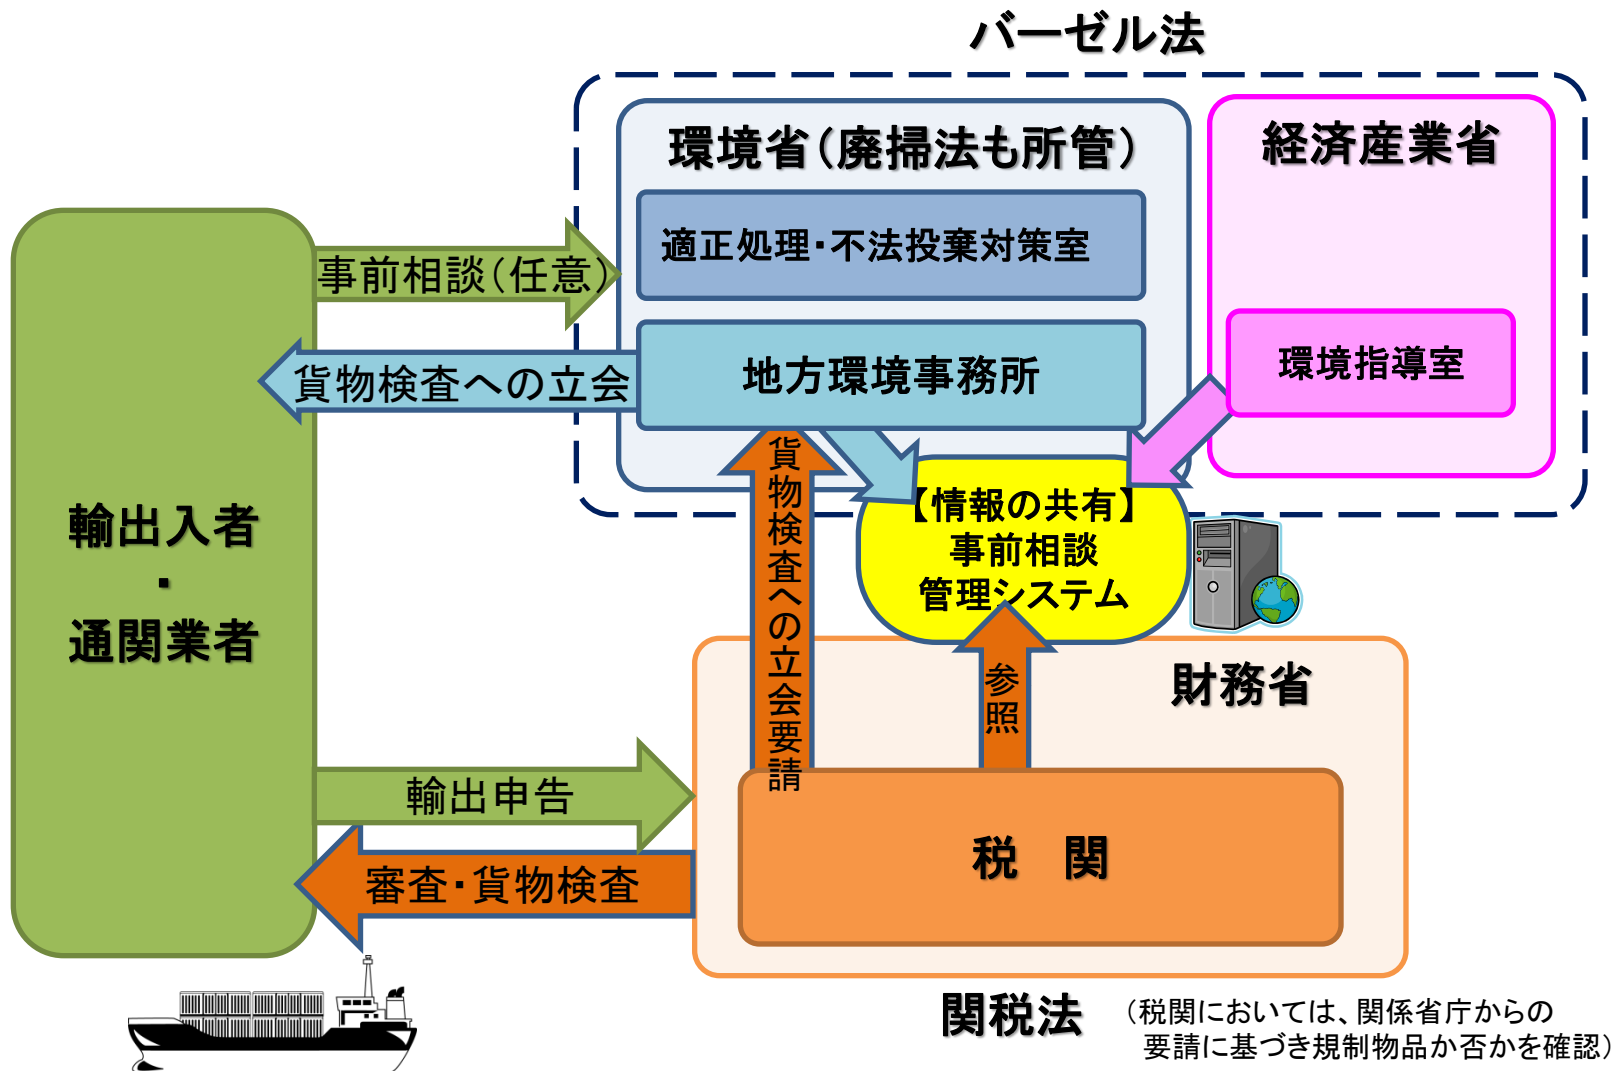 バーゼル法
環境省（廃掃法も所管）
経済産業省
適正処理・不法投棄対策室
事前相談（任意）
地方環境事務所
環境指導室
貨物検査への立会
【情報の共有】
事前相談
管理システム
貨物検査への立会要請
輸出入者
・
通関業者
財務省
参照
輸出申告
税　関
審査・貨物検査
関税法
（税関においては、関係省庁からの
要請に基づき規制物品か否かを確認）